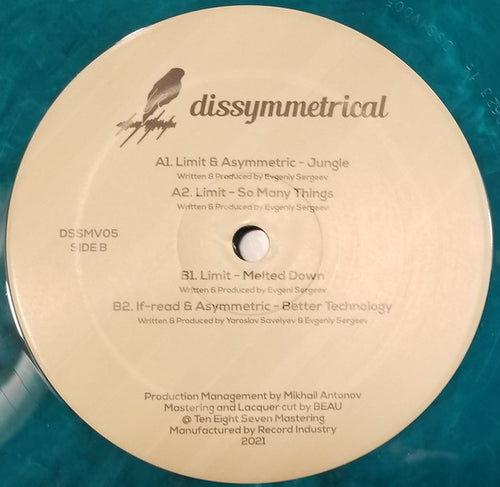 dissymmetrical
A1. Limit & Asymmetric - Jungle
Written & Produced by Evgeniy Sergeev
A2. Limit - So Many Things
Written & Produced by Evgeniy Sergeev
DSSMV05
SIDE B
B1. Limit - Melted Down
Written & Produced by Evgeni Sergeev
B2. If-read & Asymmetric - Better Technology
Written & Produced by Yaroslav Savelyev & Evgeniy Sergeev
Production Management by Mikhail Antonov
Mastering and Lacquer cut by BEAU
@ Ten Eight Seven Mastering
Manufactured by Record Industry
2021